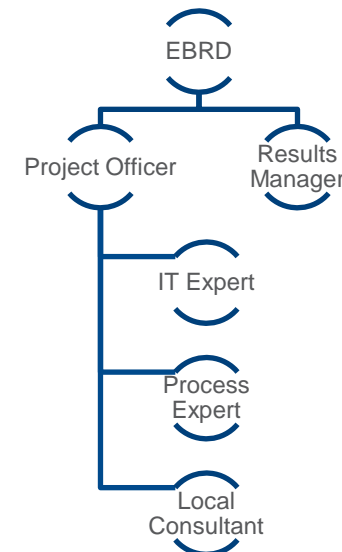 EBRD
Project Officer
Results
Manager
IT Expert
Process
Expert
Local
Consultant